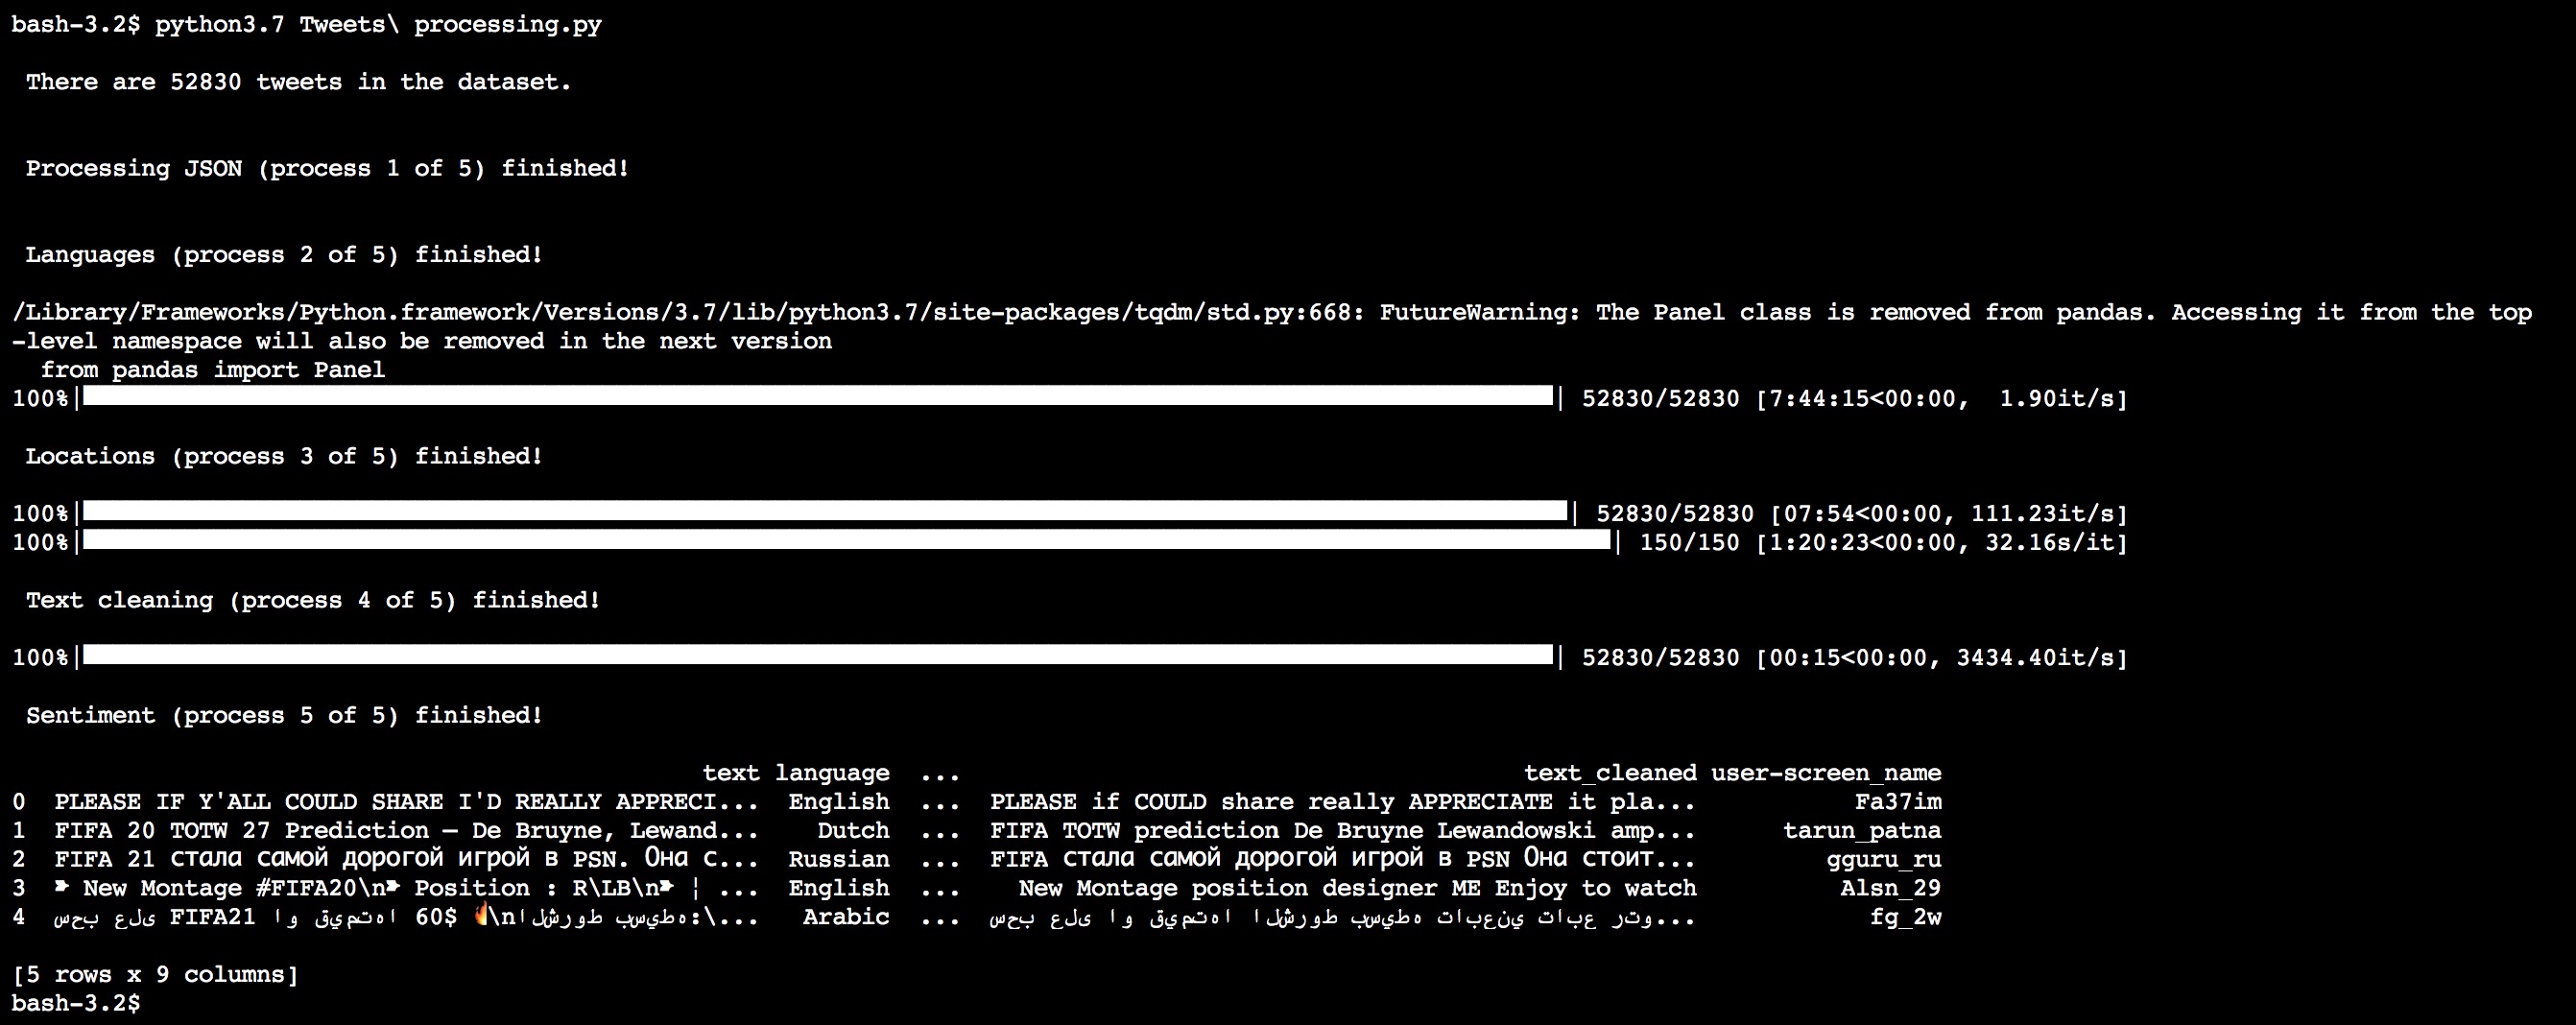 bash-3.2$ python3.7 Tweets\ processing.py
There are 52830 tweets in the dataset.
Processing JSON (process 1 of 5) finished!
Languages (process 2 of 5) finished!
/Library/Frameworks/Python.framework/Versions/3.7/lib/python3.7/site-packages/tqdm/std.py:668: FutureWarning: The Panel class is removed from pandas. Accessing it from the top
-level namespace will also be removed in the next version
from pandas import Panel
100%| | 52830/52830 [7:44:15<00:00, 1.90it/s]
Locations (process 3 of 5) finished!
100%| | 52830/52830 [07:54<00:00, 111.23it/s]
100%| | 150/150 [1:20:23<00:00, 32.16s/it]
Text cleaning (process 4 of 5) finished!
100%| | 52830/52830 [00:15<00:00, 3434.40it/s]
Sentiment (process 5 of 5) finished!
text language ... text_cleaned user-screen_name
0 PLEASE IF Y'ALL COULD SHARE I'D REALLY APPRECI... English ... PLEASE if COULD share really APPRECIATE it pla... Fa37im
1 FIFA 20 TOTW 27 Prediction – De Bruyne, Lewand... Dutch ... FIFA TOTW prediction De Bruyne Lewandowski amp... tarun_patna
2 FIFA 21 стала самой дорогой игрой в PSN. Она с... Russian ... FIFA стала самой дорогой игрой в PSN Она стоит... gguru_ru
3 ► New Montage #FIFA20\n► Position : R\LB\n► ¦ ... English ... New Montage position designer ME Enjoy to watch Alsn_29
4 سحب على FIFA21 او قيمتها 60$ 🔥\nالشروط بسيطه:\... Arabic ... سحب على او قيمتها الشروط بسيطه تابعني تابع رتو... fg_2w
[5 rows x 9 columns]
bash-3.2$